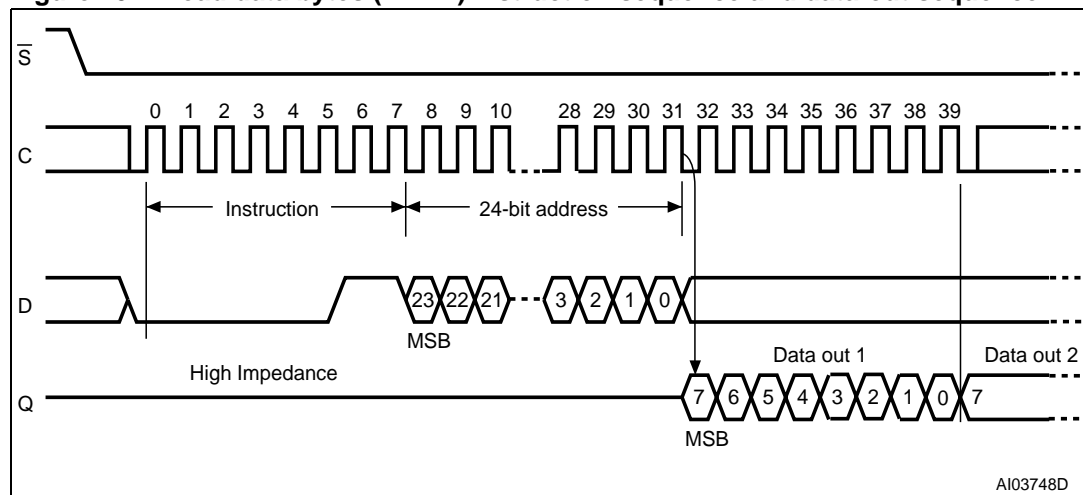 S
0 1 2 3 4 5 6 7 8 9 10 28 29 30 31 32 33 34 35 36 37 38 39
C
Instruction 24-bit address
D
23 22 21 3 2 1 0
MSB
High Impedance
Data out 1 Data out 2
Q
7 6 5 4 3 2 1 0 7
MSB
AI03748D